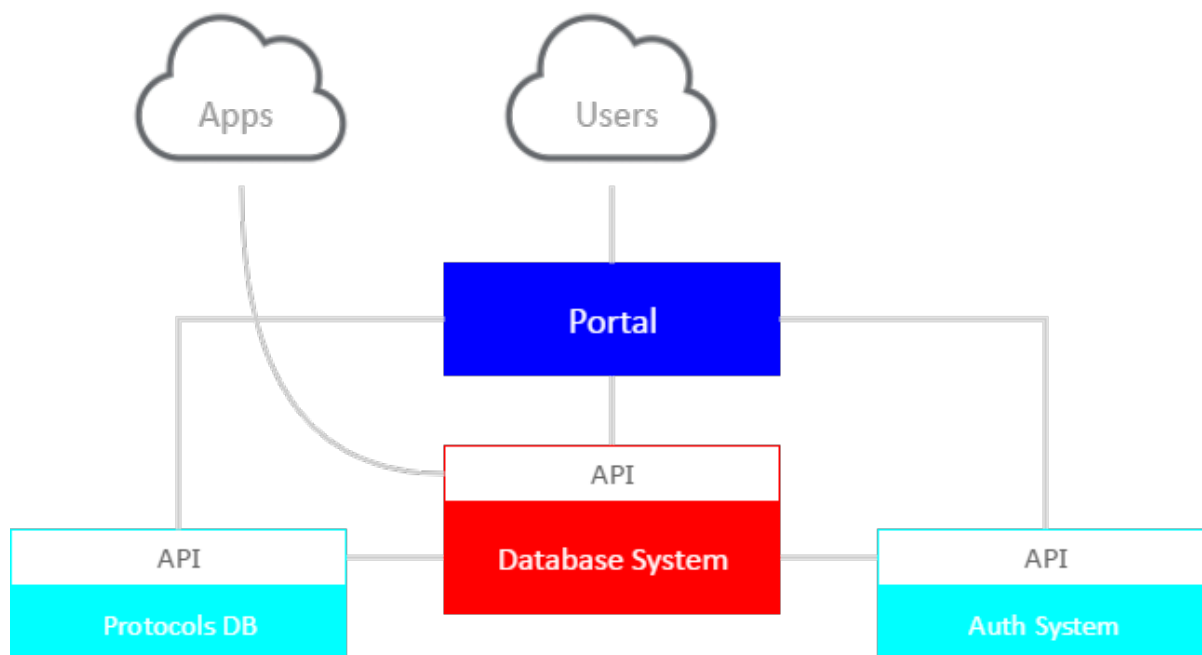 Apps
Users
Portal
API
Database System
API
Protocols DB
API
Auth System